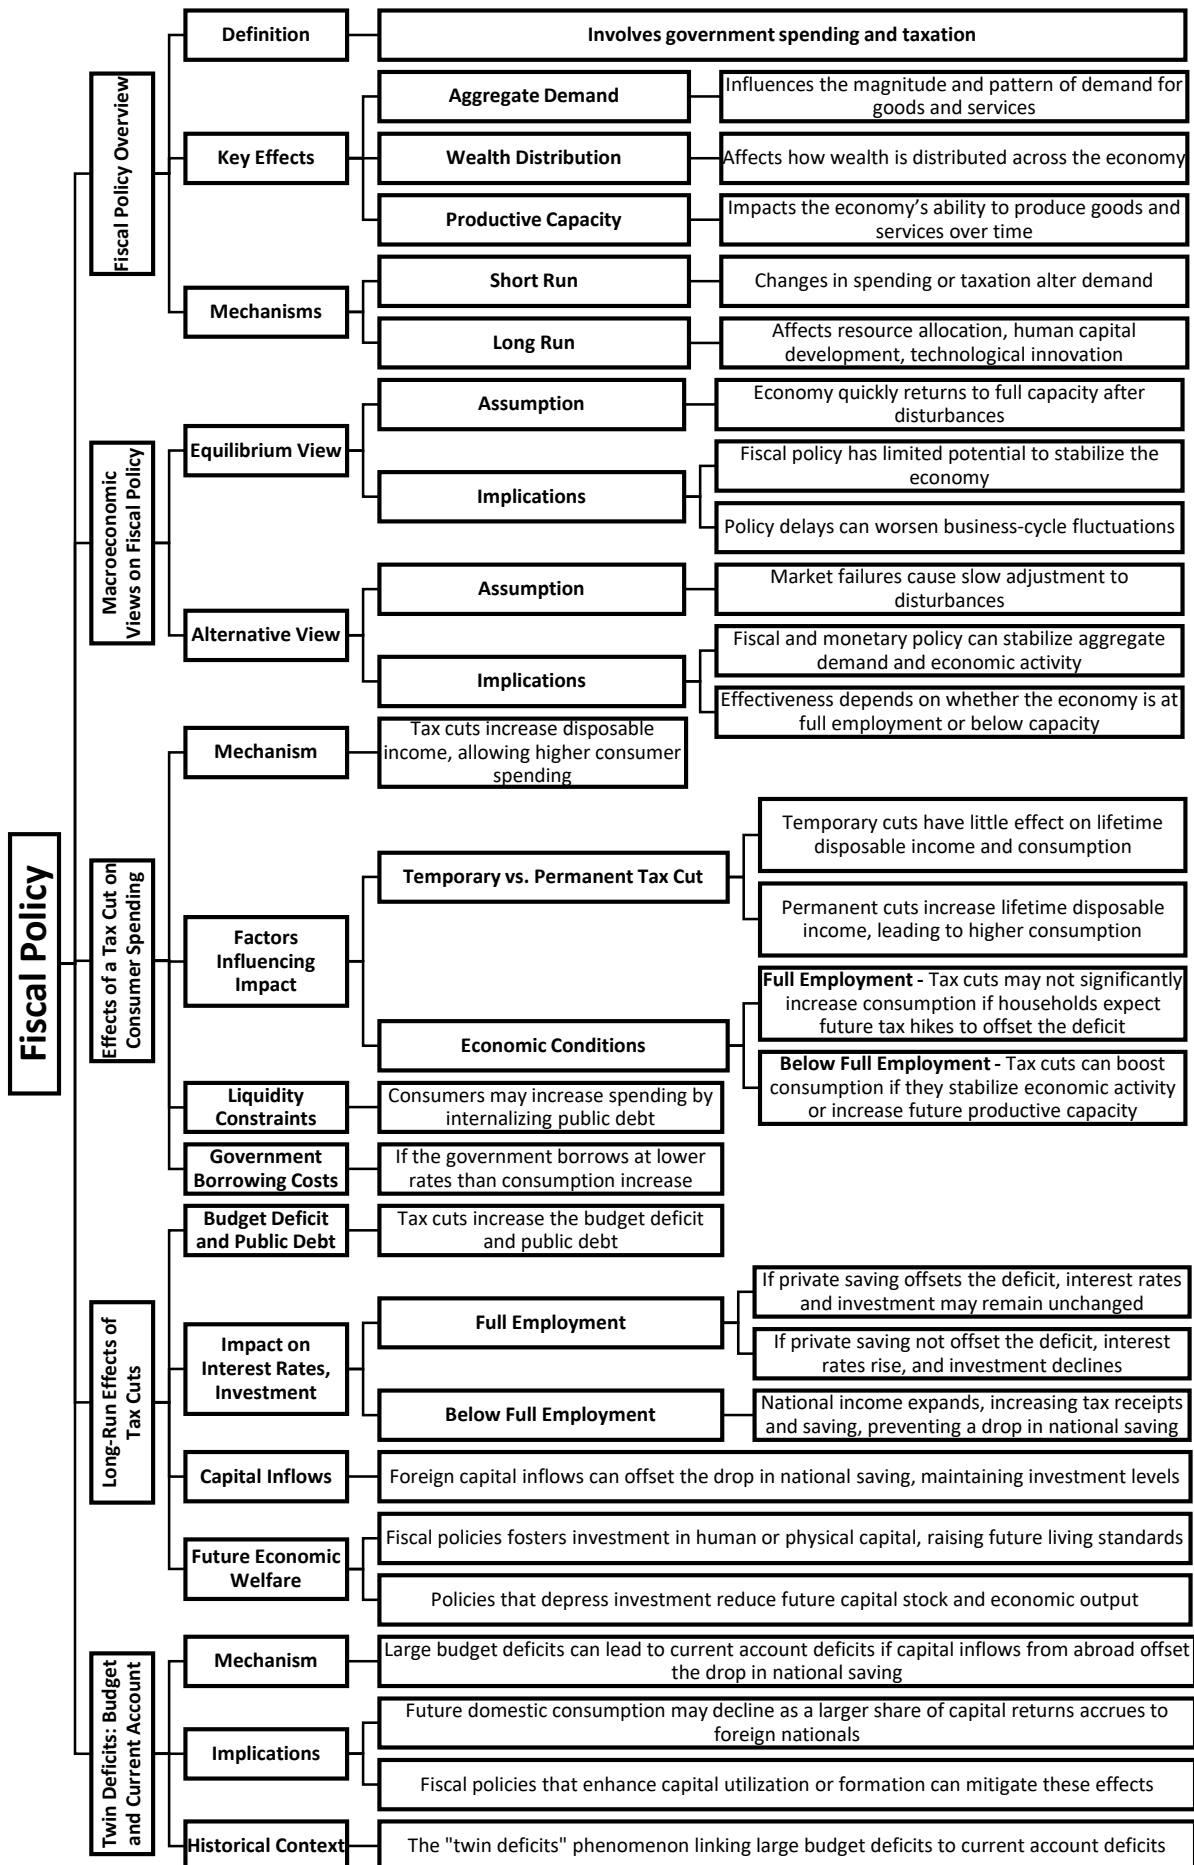 Fiscal Policy
Fiscal Policy Overview
Definition
Involves government spending and taxation
Key Effects
Aggregate Demand
Influences the magnitude and pattern of demand for
goods and services
Wealth Distribution
Affects how wealth is distributed across the economy
Productive Capacity
Impacts the economy’s ability to produce goods and
services over time
Mechanisms
Short Run
Changes in spending or taxation alter demand
Long Run
Affects resource allocation, human capital
development, technological innovation
Macroeconomic
Views on Fiscal Policy
Equilibrium View
Assumption
Economy quickly returns to full capacity after
disturbances
Implications
Fiscal policy has limited potential to stabilize the
economy
Policy delays can worsen business-cycle fluctuations
Alternative View
Assumption
Market failures cause slow adjustment to
disturbances
Implications
Fiscal and monetary policy can stabilize aggregate
demand and economic activity
Effectiveness depends on whether the economy is at
full employment or below capacity
Effects of a Tax Cut on
Consumer Spending
Mechanism
Tax cuts increase disposable
income, allowing higher consumer
spending
Factors
Influencing
Impact
Temporary vs. Permanent Tax Cut
Temporary cuts have little effect on lifetime
disposable income and consumption
Permanent cuts increase lifetime disposable
income, leading to higher consumption
Economic Conditions
Full Employment - Tax cuts may not significantly
increase consumption if households expect
future tax hikes to offset the deficit
Below Full Employment - Tax cuts can boost
consumption if they stabilize economic activity
or increase future productive capacity
Liquidity
Constraints
Consumers may increase spending by
internalizing public debt
Government
Borrowing Costs
If the government borrows at lower
rates than consumption increase
Long-Run Effects of
Tax Cuts
Budget Deficit
and Public Debt
Tax cuts increase the budget deficit
and public debt
Impact on
Interest Rates,
Investment
Full Employment
If private saving offsets the deficit, interest rates
and investment may remain unchanged
If private saving not offset the deficit, interest
rates rise, and investment declines
Below Full Employment
National income expands, increasing tax receipts
and saving, preventing a drop in national saving
Capital Inflows
Foreign capital inflows can offset the drop in national saving, maintaining investment levels
Future Economic
Welfare
Fiscal policies fosters investment in human or physical capital, raising future living standards
Policies that depress investment reduce future capital stock and economic output
Twin Deficits: Budget
and Current Account
Mechanism
Large budget deficits can lead to current account deficits if capital inflows from abroad offset
the drop in national saving
Implications
Future domestic consumption may decline as a larger share of capital returns accrues to
foreign nationals
Fiscal policies that enhance capital utilization or formation can mitigate these effects
Historical Context
The "twin deficits" phenomenon linking large budget deficits to current account deficits